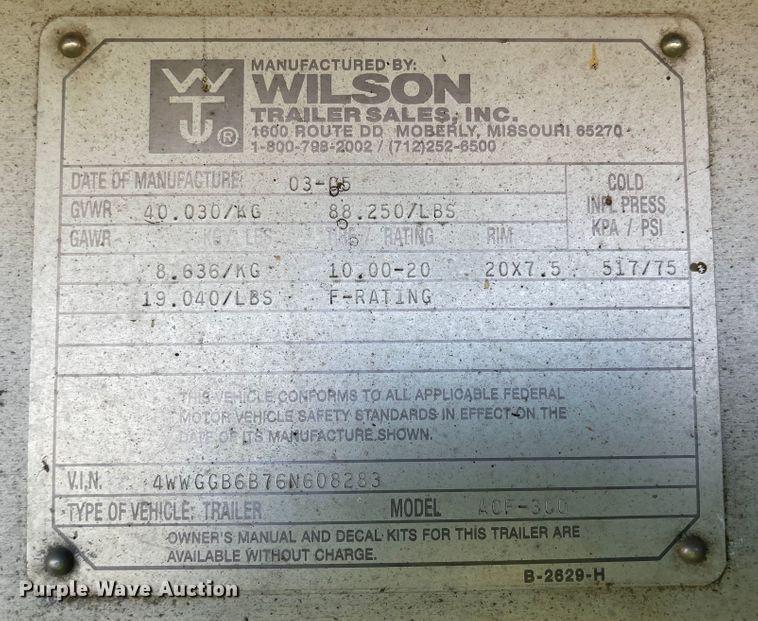 MANUFACTURED BY:
WILSON
TRAILER SALES, INC.
1600 ROUTE DD MOBERLY, MISSOURI 65270
1-800-798-2002 / (712)252-6500
WT ®
DATE OF MANUFACTURE: 03-05 COLD
GVWR 40.030/KG 88.250/LBS INFL PRESS
GAWR KG / LBS TIRE / RATING RIM KPA / PSI
8.636/KG 10.00-20 20X7.5 517/75
19.040/LBS F-RATING
THIS VEHICLE CONFORMS TO ALL APPLICABLE FEDERAL
MOTOR VEHICLE SAFETY STANDARDS IN EFFECT ON THE
DATE OF ITS MANUFACTURE SHOWN.
V.I.N. 4WWGGB6B76N608283
TYPE OF VEHICLE: TRAILER MODEL
OWNER'S MANUAL AND DECAL KITS FOR THIS TRAILER ARE
AVAILABLE WITHOUT CHARGE.
B-2629-H
Purple Wave Auction